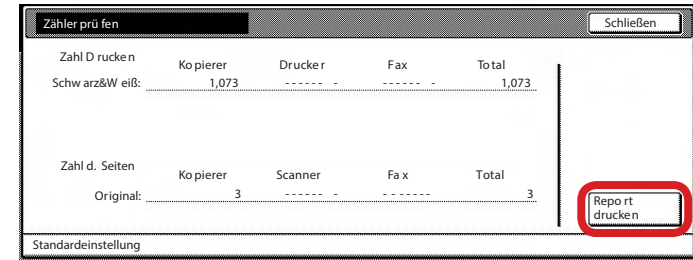 Zähler prüfen
Schließen
Zahl Drucken
Kopierer Drucker Fax Total
Schwarz&Weiß: 1,073 ------ - ------ - 1,073
Zahl d. Seiten
Kopierer Scanner Fax Total
Original: 3 ------ - ------- 3
Report
drucken
Standardeinstellung